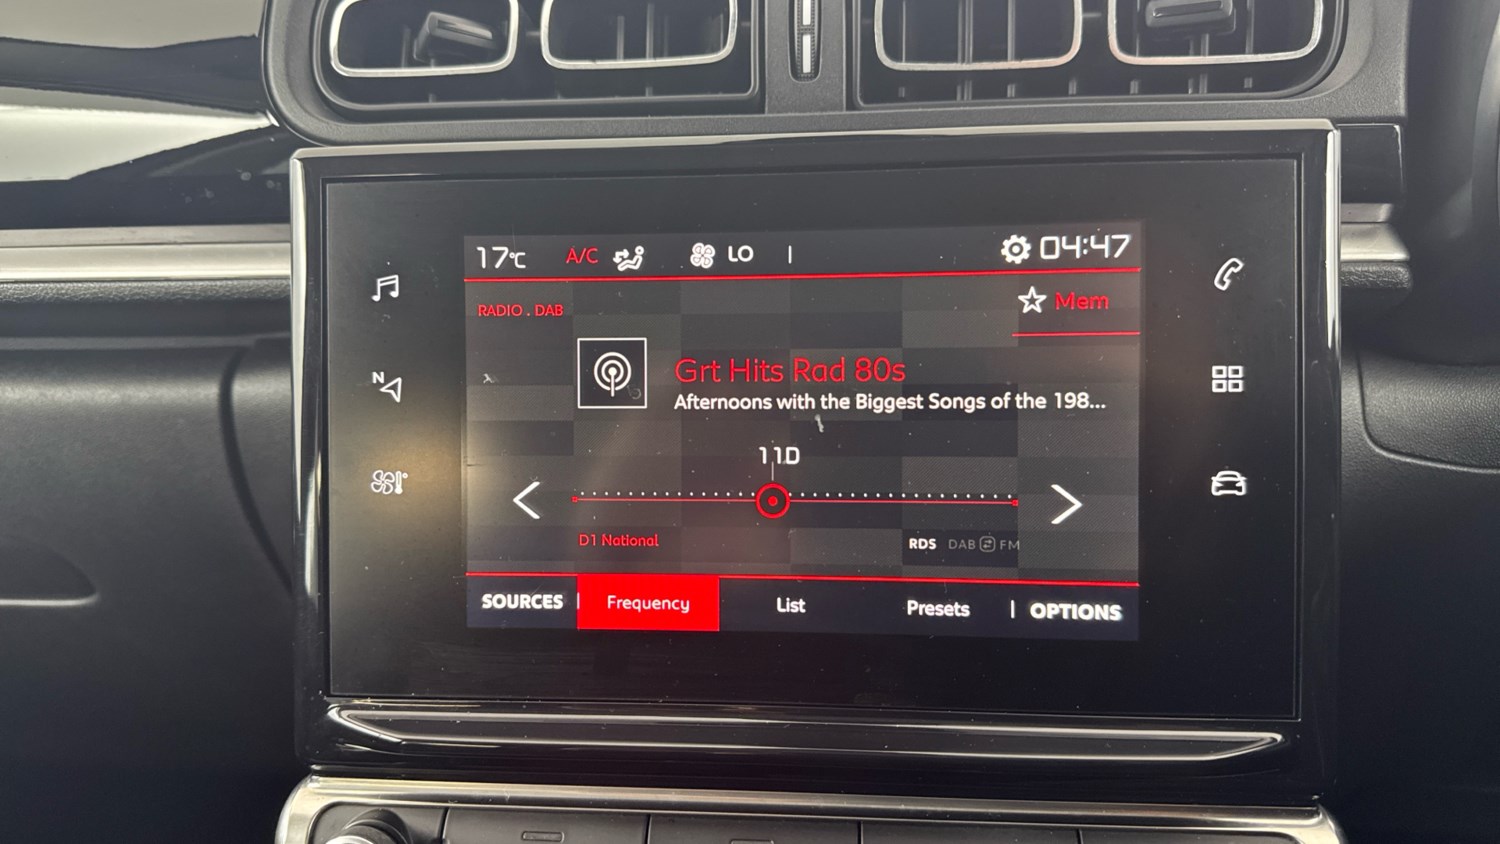 17°C A/C LO 04:47
RADIO . DAB
Mem
Grt Hits Rad 80s
Afternoons with the Biggest Songs of the 198...
N
11D
D1 National
RDS DAB FM
SOURCES Frequency List Presets OPTIONS